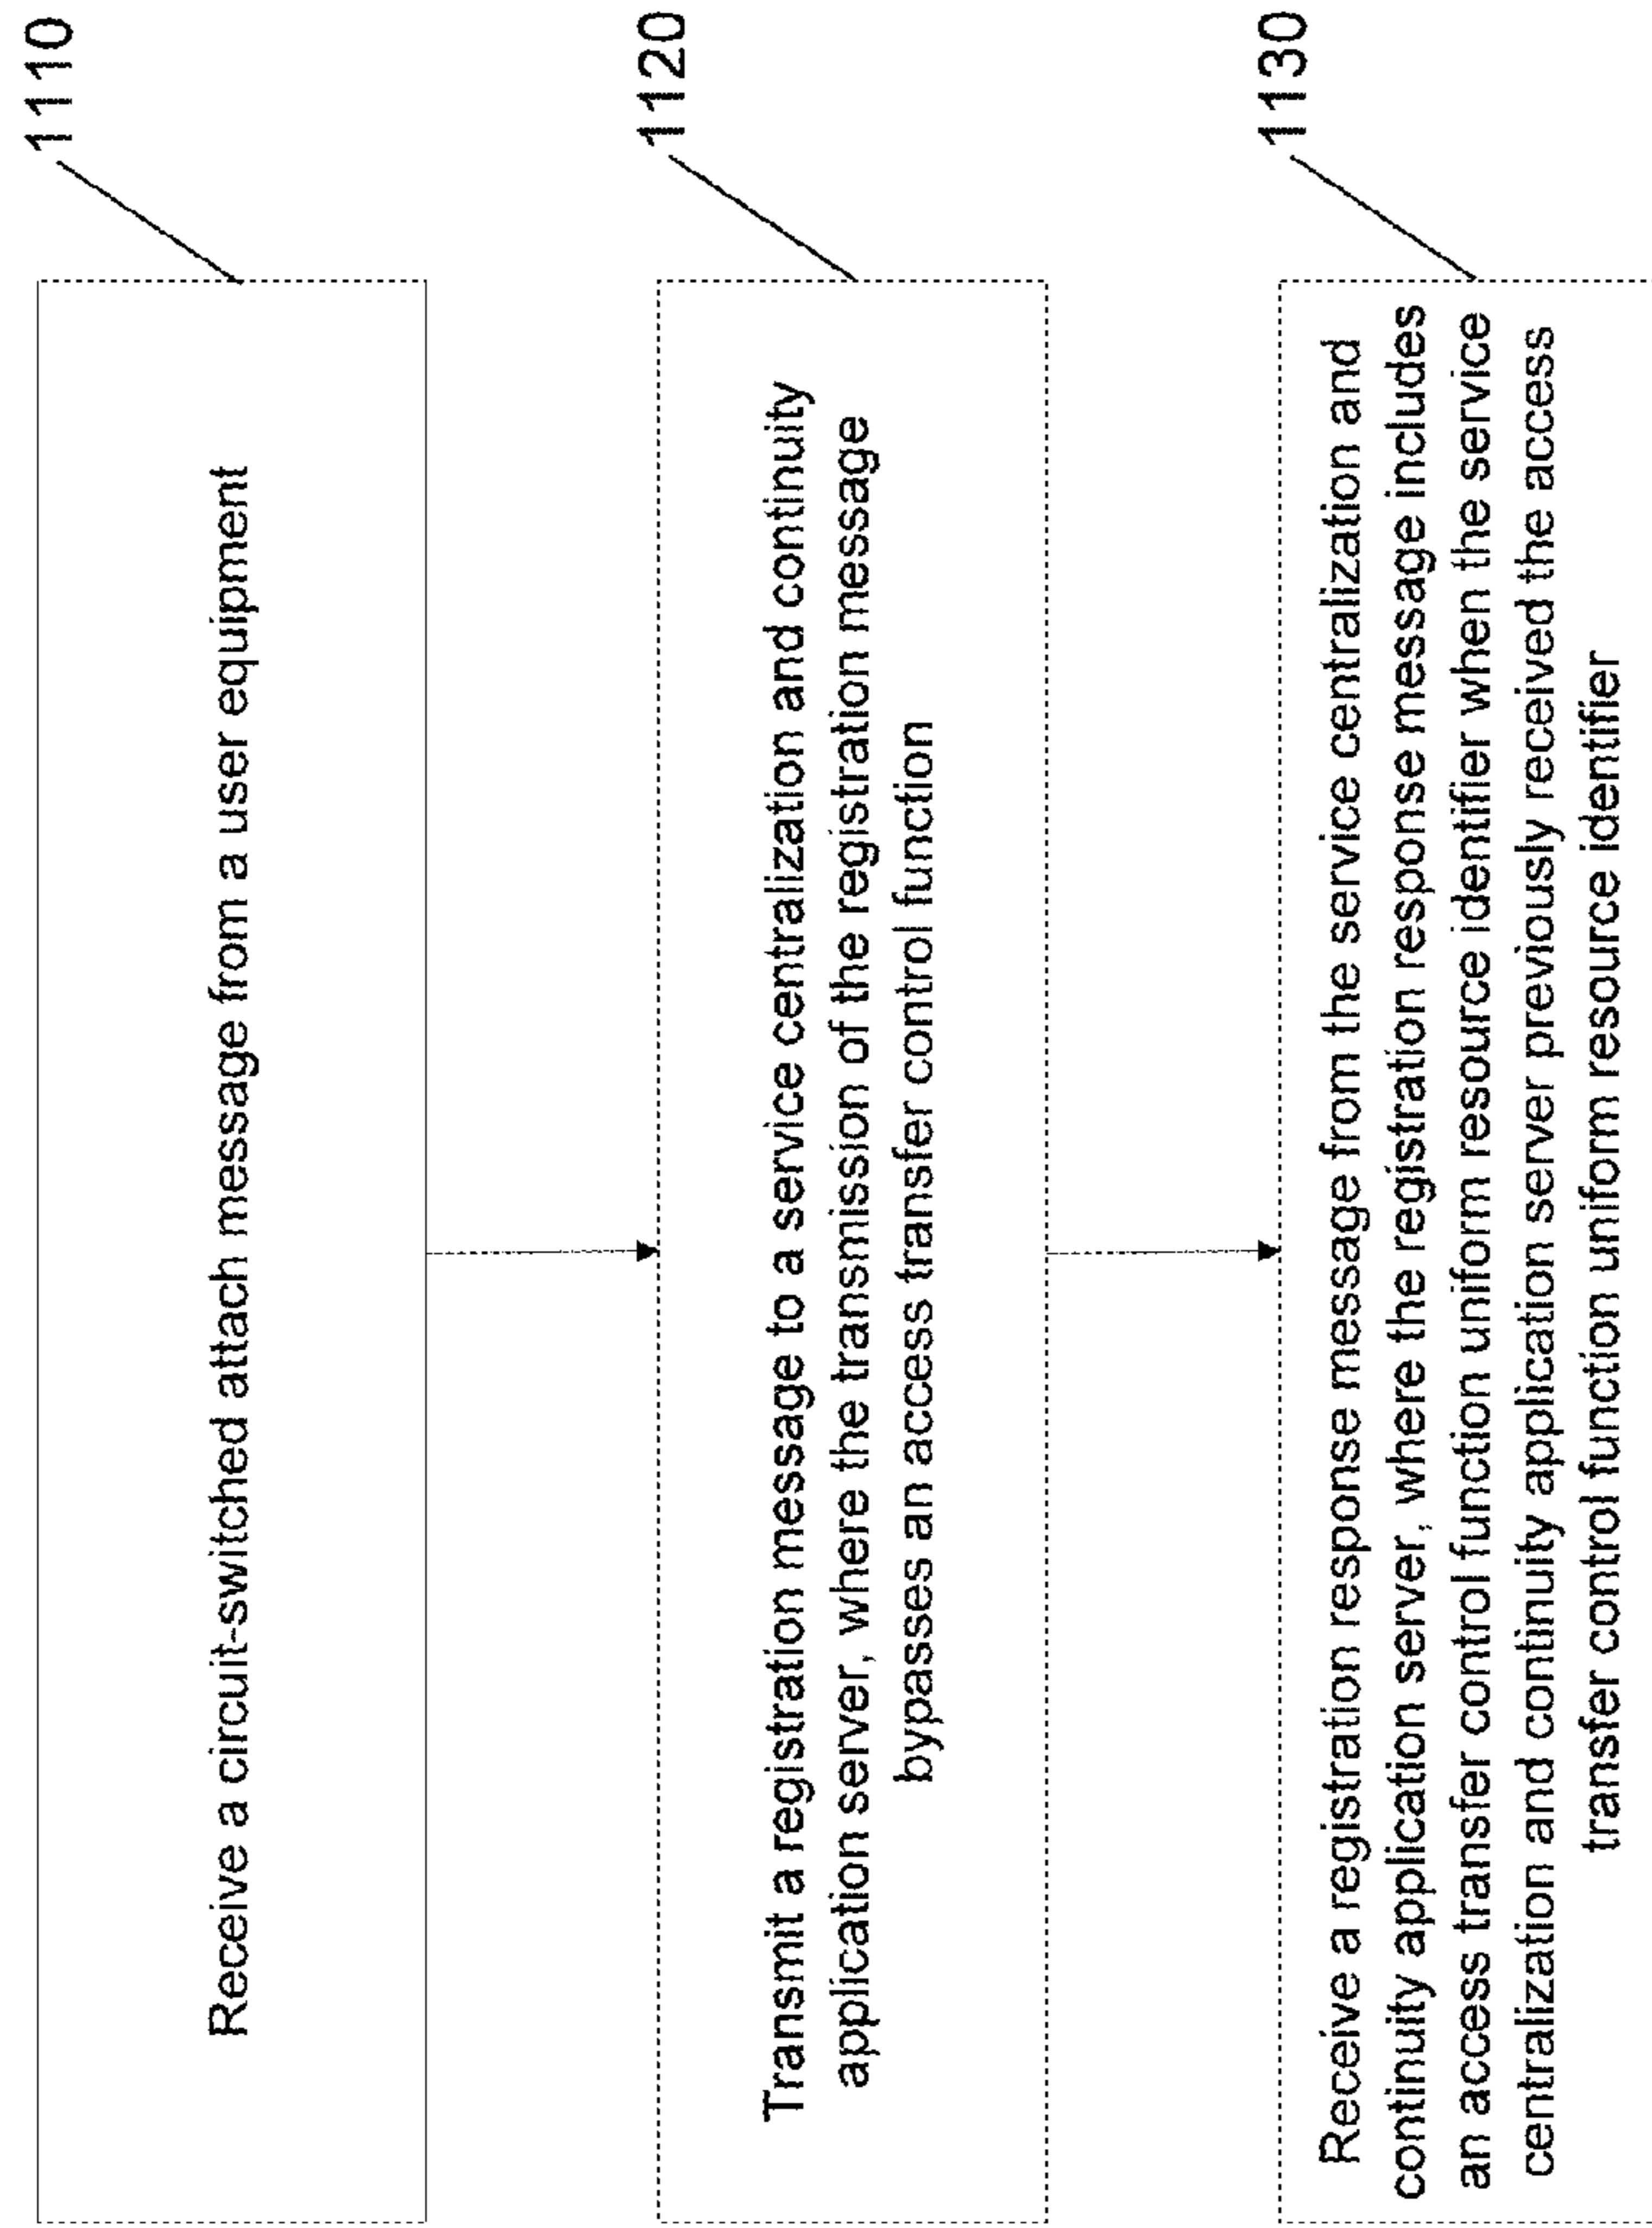 1110
Receive a circuit-switched attach message from a user equipment
1120
Transmit a registration message to a service centralization and continuity
application server, where the transmission of the registration message
bypasses an access transfer control function
1130
Receive a registration response message from the service centralization and
continuity application server, where the registration response message includes
an access transfer control function uniform resource identifier when the service
centralization and continuity application server previously received the access
transfer control function uniform resource identifier